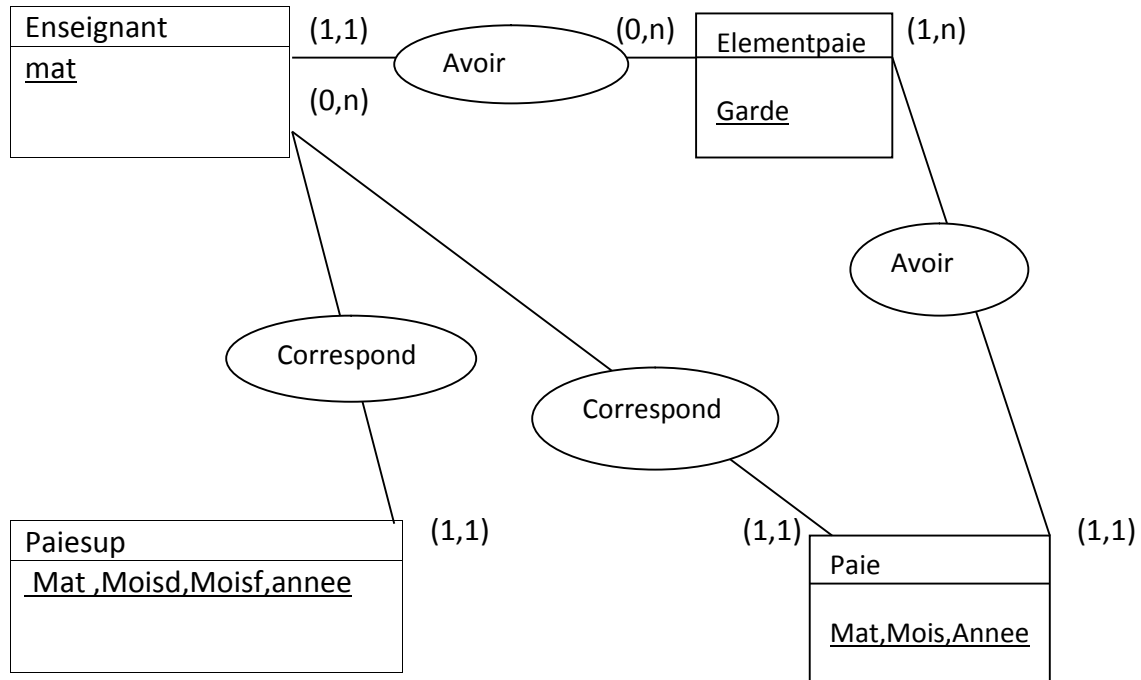 Enseignant
(1,1)
(0,n)
Elementpaie
(1,n)
mat
Avoir
(0,n)
Garde
Avoir
Correspond
Correspond
Paiesup
(1,1)
(1,1)
(1,1)
Mat ,Moisd,Moisf,annee
Paie
Mat,Mois,Annee